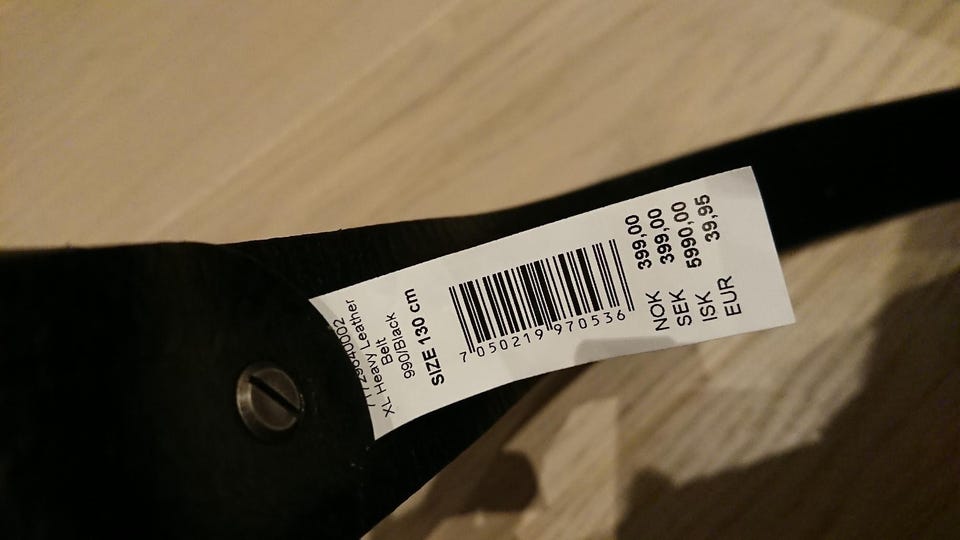 XL Heavy Leather
Belt
990/Black
SIZE 130 cm
7 050219 970536
NOK 399,00
SEK 399,00
ISK 5990,00
EUR 39,95